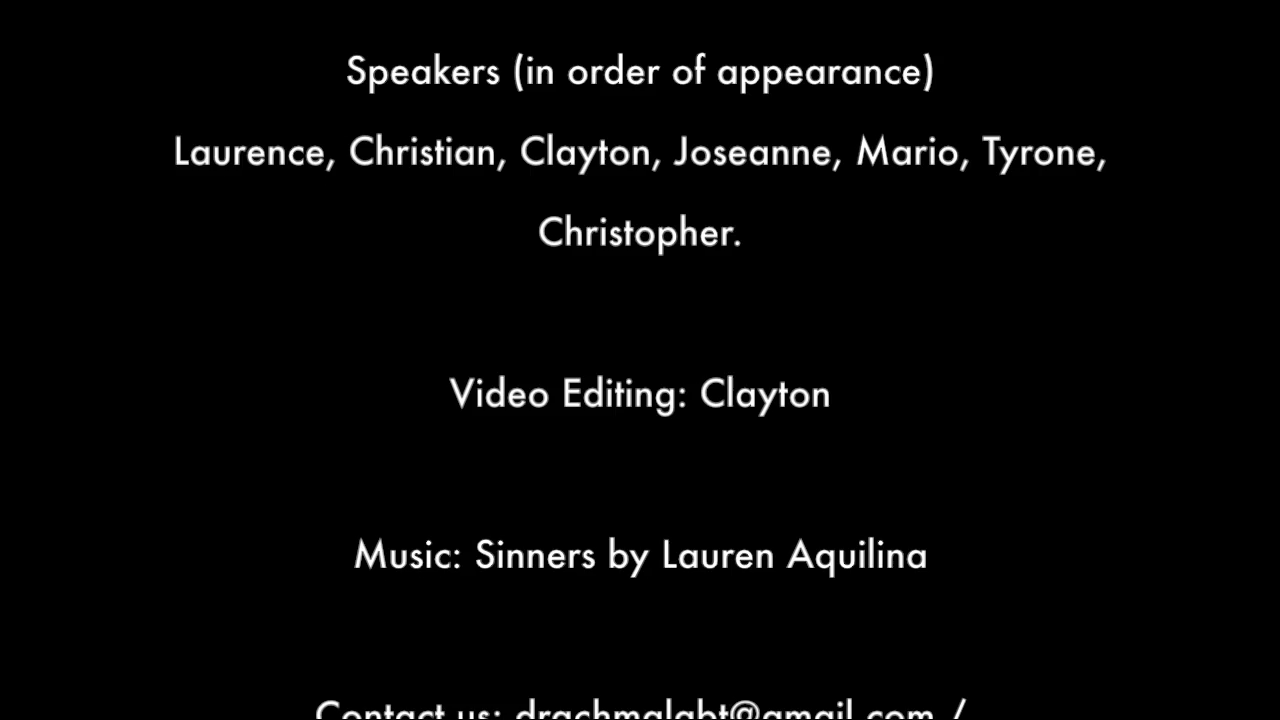 Speakers (in order of appearance)
Laurence, Christian, Clayton, Joseanne, Mario, Tyrone,
Christopher.
Video Editing: Clayton
Music: Sinners by Lauren Aquilina
Contact us: drachmalgbt@gmail.com /